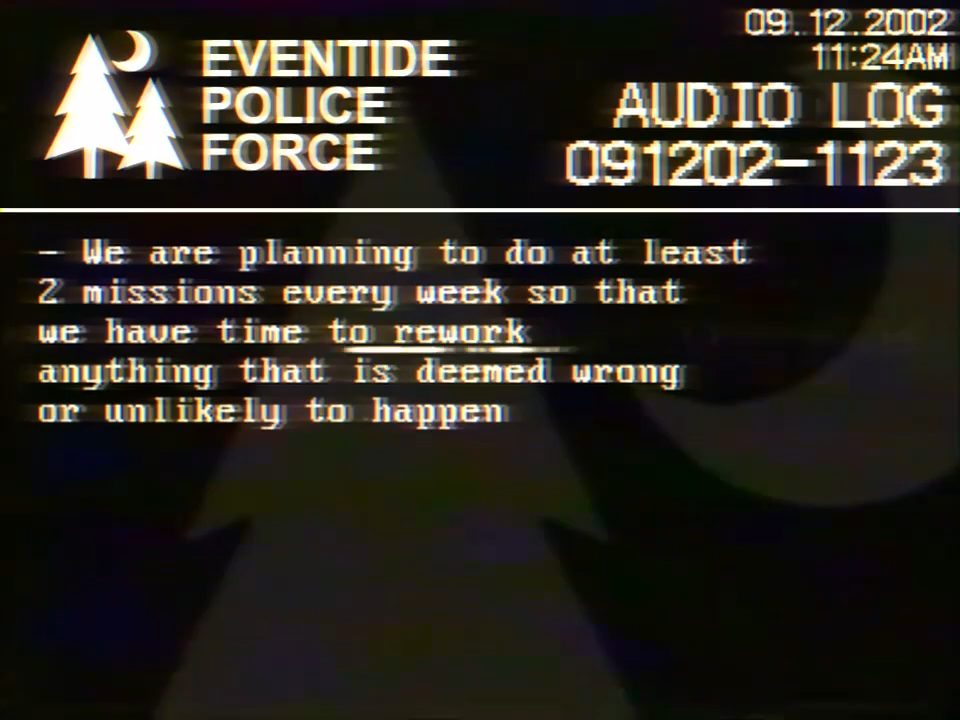 EVENTIDE
POLICE
FORCE
09.12.2002
11:24AM
AUDIO LOG
091202-1123
- We are planning to do at least
2 missions every week so that
we have time to rework
anything that is deemed wrong
or unlikely to happen